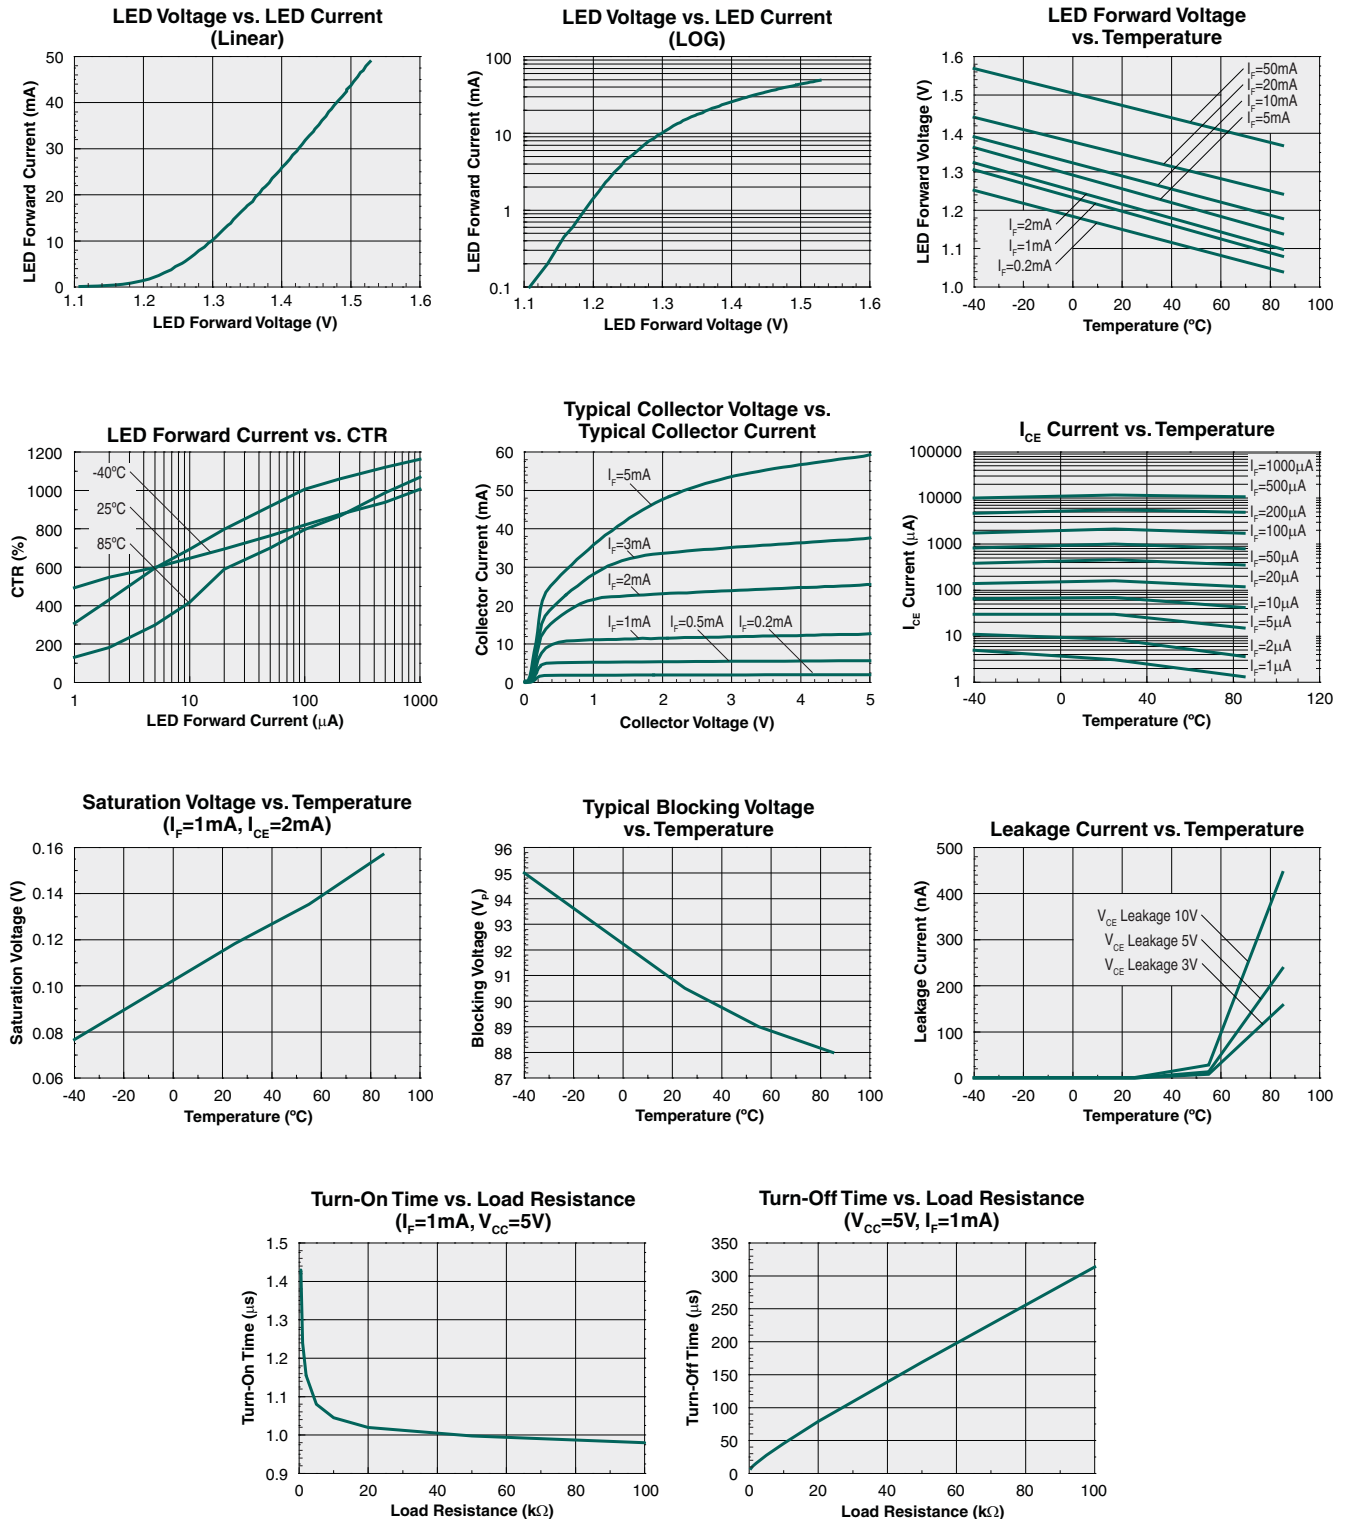 LED Voltage vs. LED Current
(Linear)
50
40
30
20
10
0
1.1 1.2 1.3 1.4 1.5 1.6
LED Forward Current (mA)
LED Forward Voltage (V)
LED Voltage vs. LED Current
(LOG)
100
10
1
0.1
1.1 1.2 1.3 1.4 1.5 1.6
LED Forward Current (mA)
LED Forward Voltage (V)
LED Forward Voltage
vs. Temperature
1.6
1.5
1.4
1.3
1.2
1.1
1.0
-40 -20 0 20 40 60 80 100
LED Forward Voltage (V)
Temperature (ºC)
IF=50mA
IF=20mA
IF=10mA
IF=5mA
IF=2mA
IF=1mA
IF=0.2mA
LED Forward Current vs. CTR
1200
1000
800
600
400
200
0
1 10 100 1000
CTR (%)
LED Forward Current (μA)
-40ºC
25ºC
85ºC
Typical Collector Voltage vs.
Typical Collector Current
60
50
40
30
20
10
0
0 1 2 3 4 5
Collector Current (mA)
Collector Voltage (V)
IF=5mA
IF=3mA
IF=2mA
IF=1mA IF=0.5mA IF=0.2mA
ICE Current vs. Temperature
100000
10000
1000
100
10
1
-40 0 40 80 120
ICE Current (μA)
Temperature (ºC)
IF=1000μA
IF=500μA
IF=200μA
IF=100μA
IF=50μA
IF=20μA
IF=10μA
IF=5μA
IF=2μA
IF=1μA
Saturation Voltage vs. Temperature
(IF=1mA, ICE=2mA)
0.16
0.14
0.12
0.10
0.08
0.06
-40 -20 0 20 40 60 80 100
Saturation Voltage (V)
Temperature (ºC)
Typical Blocking Voltage
vs. Temperature
96
95
94
93
92
91
90
89
88
87
-40 -20 0 20 40 60 80 100
Blocking Voltage (VP)
Temperature (ºC)
Leakage Current vs. Temperature
500
400
300
200
100
0
-40 -20 0 20 40 60 80 100
Leakage Current (nA)
Temperature (ºC)
VCE Leakage 10V
VCE Leakage 5V
VCE Leakage 3V
Turn-On Time vs. Load Resistance
(IF=1mA, VCC=5V)
1.5
1.4
1.3
1.2
1.1
1.0
0.9
0 20 40 60 80 100
Turn-On Time (μs)
Load Resistance (kΩ)
Turn-Off Time vs. Load Resistance
(VCC=5V, IF=1mA)
350
300
250
200
150
100
50
0
0 20 40 60 80 100
Turn-Off Time (μs)
Load Resistance (kΩ)